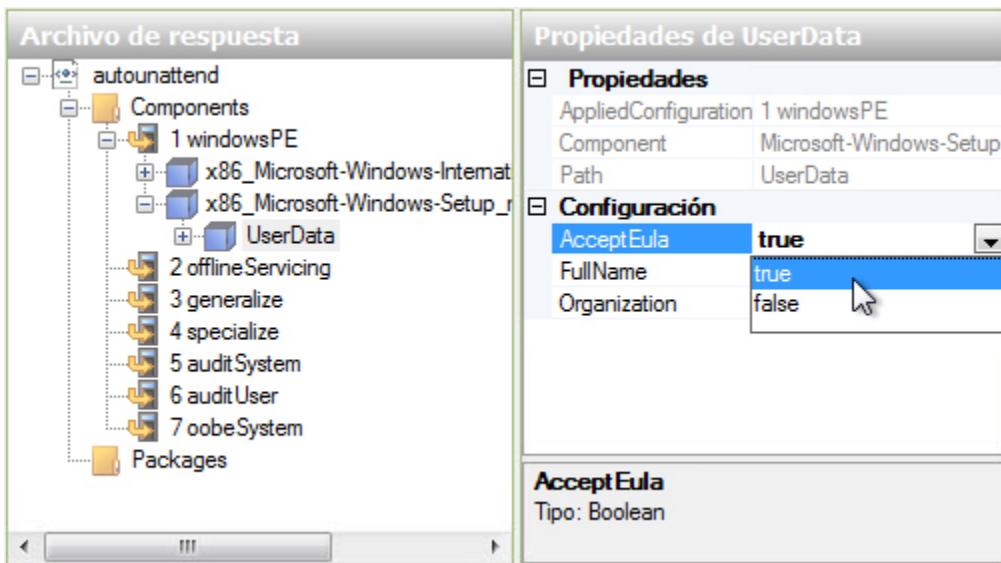 Archivo de respuesta
autounattend
Components
1 windowsPE
x86_Microsoft-Windows-Internat
x86_Microsoft-Windows-Setup_
UserData
2 offlineServicing
3 generalize
4 specialize
5 auditSystem
6 auditUser
7 oobeSystem
Packages
Propiedades de UserData
Propiedades
AppliedConfiguration 1 windowsPE
Component Microsoft-Windows-Setup
Path UserData
Configuración
AcceptEula true
FullName true
Organization false
AcceptEula
Tipo: Boolean